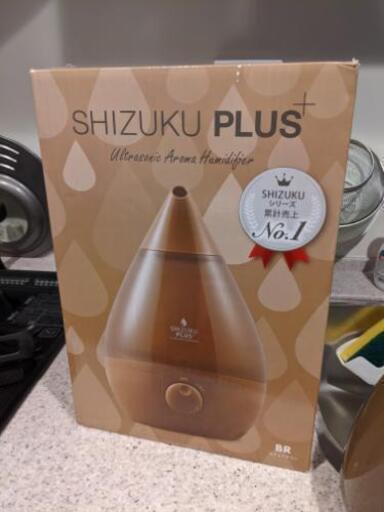 SHIZUKU PLUS+
Ultrasonic Aroma Humidifier
SHIZUKU
シリーズ
累計売上
No.1
SHIZUKU
PLUS+
BR